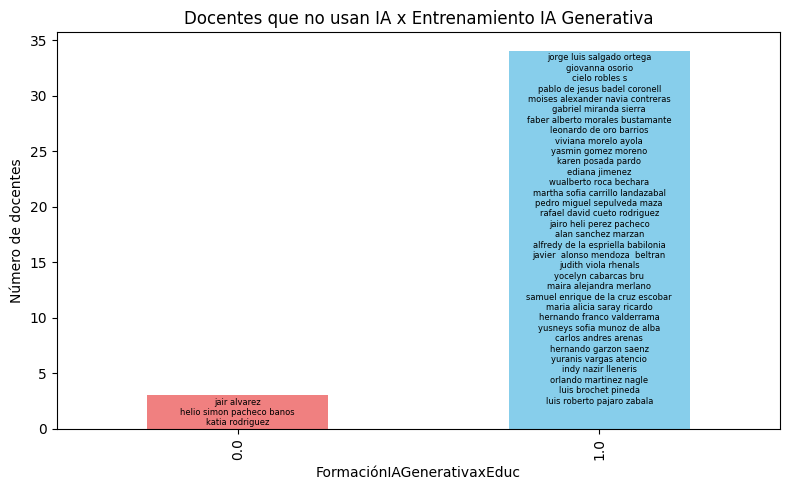 Docentes que no usan IA x Entrenamiento IA Generativa
35
30
25
20
15
10
5
0
Número de docentes
jair alvarez
helio simon pacheco banos
katia rodriguez
jorge luis salgado ortega
giovanna osorio
cielo robles s
pablo de jesus badel coronell
moises alexander navia contreras
gabriel miranda sierra
faber alberto morales bustamante
leonardo de oro barrios
viviana morelo ayola
yasmin gomez moreno
karen posada pardo
ediana jimenez
wualberto roca bechara
martha sofia carrillo landazabal
pedro miguel sepulveda maza
rafael david cueto rodriguez
jairo heli perez pacheco
alan sanchez marzan
alfredy de la espriella babilonia
javier  alonso mendoza  beltran
judith viola rhenals
yocelyn cabarcas bru
maira alejandra merlano
samuel enrique de la cruz escobar
maria alicia saray ricardo
hernando franco valderrama
yusneys sofia munoz de alba
carlos andres arenas
hernando garzon saenz
yuranis vargas atencio
indy nazir lleneris
orlando martinez nagle
luis brochet pineda
luis roberto pajaro zabala
0.0
1.0
FormaciónIAGenerativaxEduc